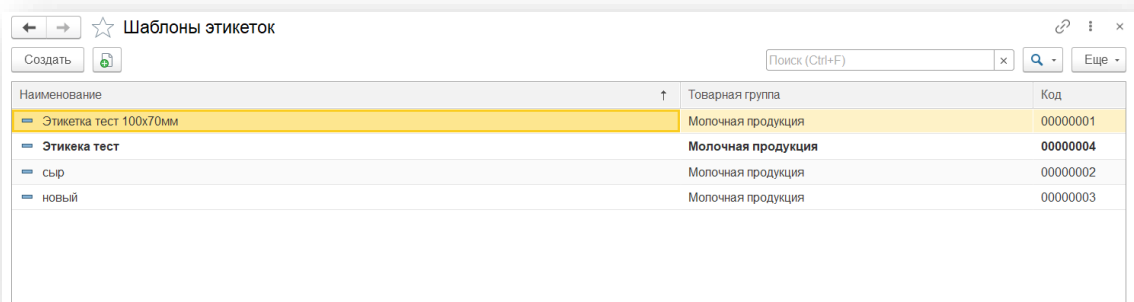 Шаблоны этикеток
Создать Поиск (Ctrl+F) Еще
Наименование Товарная группа Код
Этикетка тест 100х70мм Молочная продукция 00000001
Этикека тест Молочная продукция 00000004
сыр Молочная продукция 00000002
новый Молочная продукция 00000003